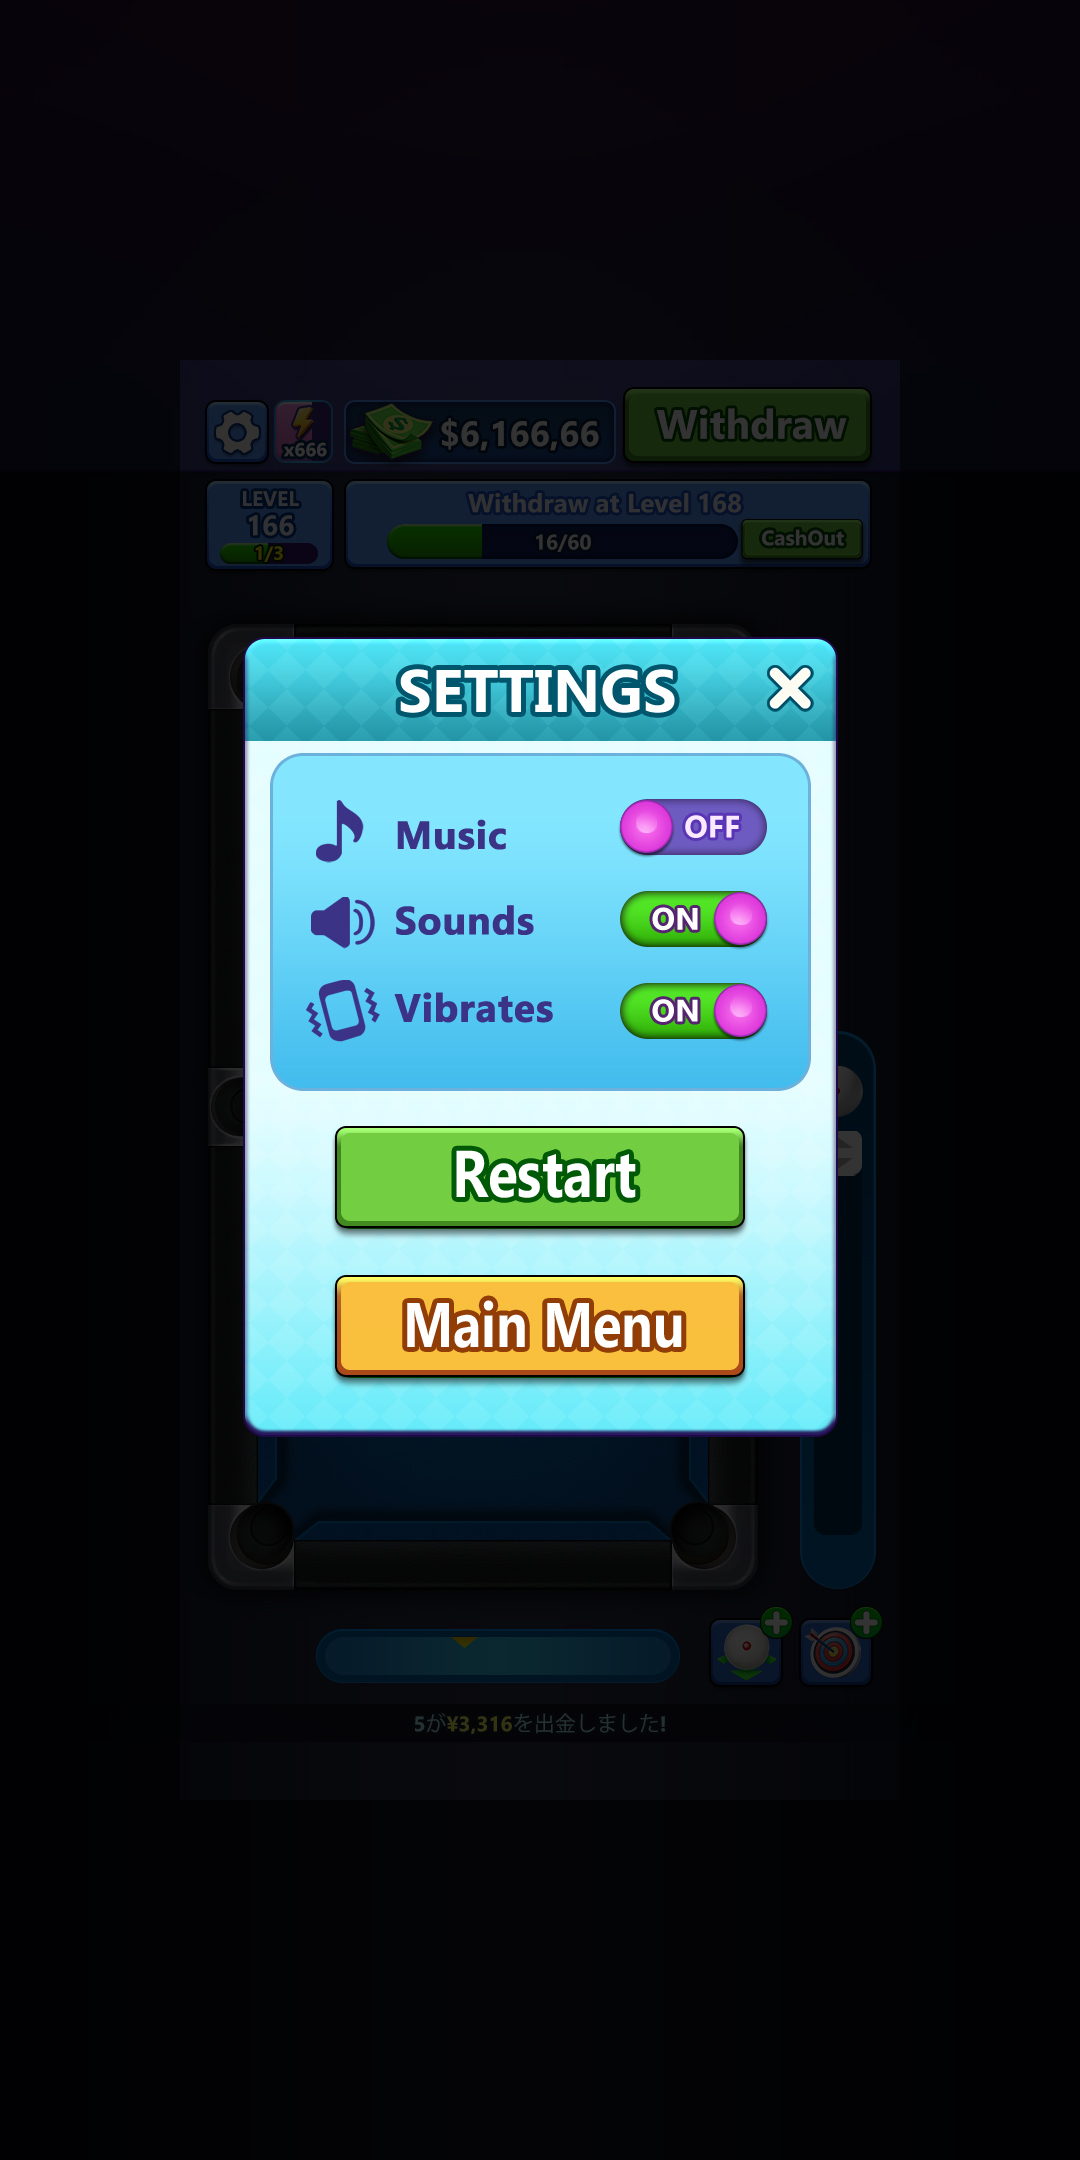 x666
$6,166,66
Withdraw
LEVEL
166
1/3
Withdraw at Level 168
16/60
CashOut
SETTINGS
Music
OFF
Sounds
ON
Vibrates
ON
Restart
Main Menu
5が¥3,316を出金しました!